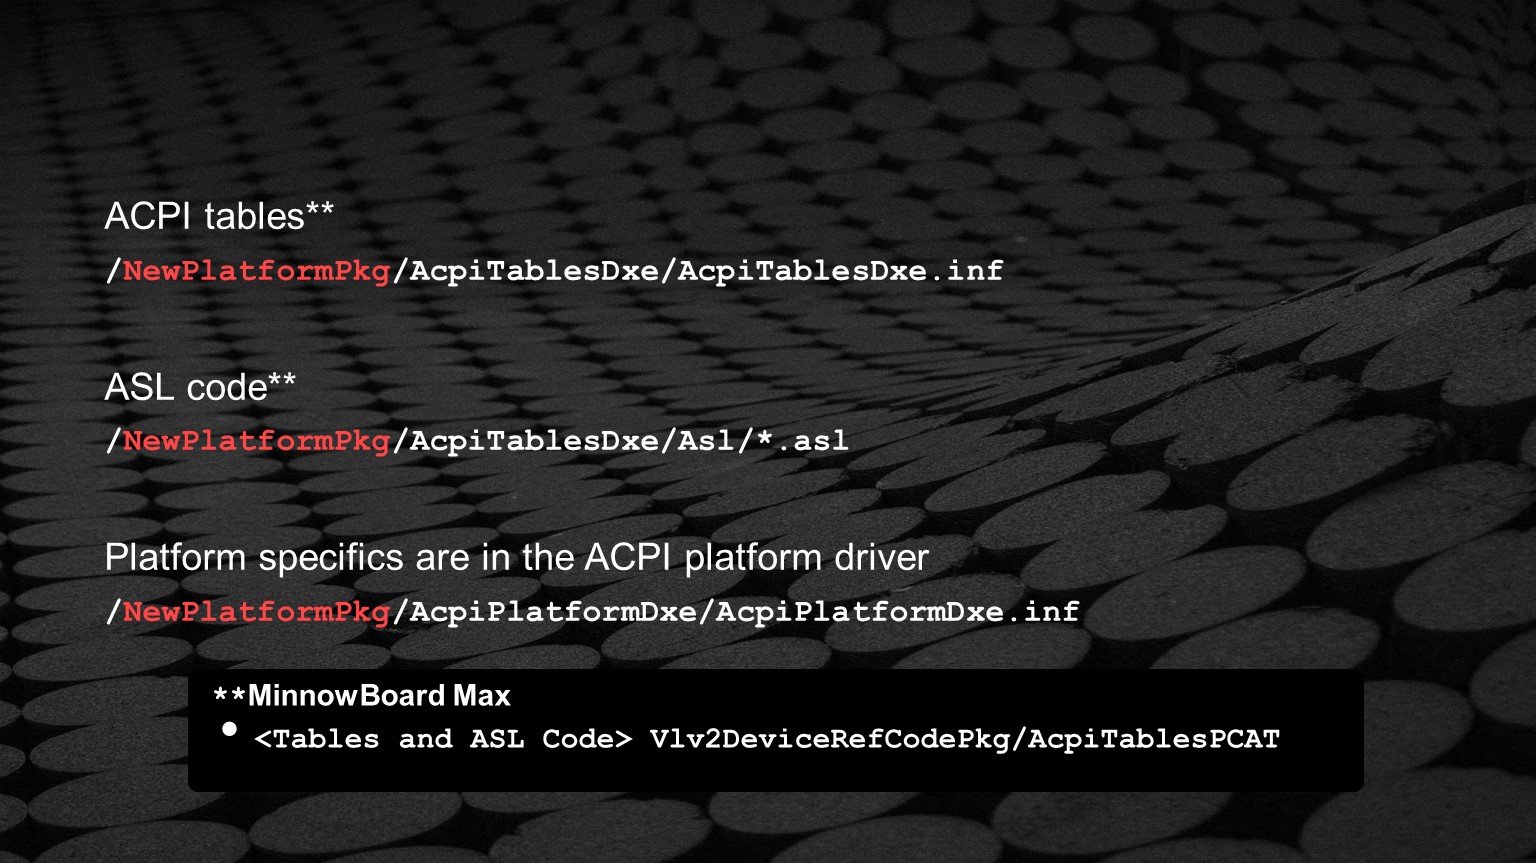 ACPI tables**
/NewPlatformPkg/AcpiTablesDxe/AcpiTablesDxe.inf
ASL code**
/NewPlatformPkg/AcpiTablesDxe/Asl/*.asl
Platform specifics are in the ACPI platform driver
/NewPlatformPkg/AcpiPlatformDxe/AcpiPlatformDxe.inf
**MinnowBoard Max
• <Tables and ASL Code> Vlv2DeviceRefCodePkg/AcpiTablesPCAT